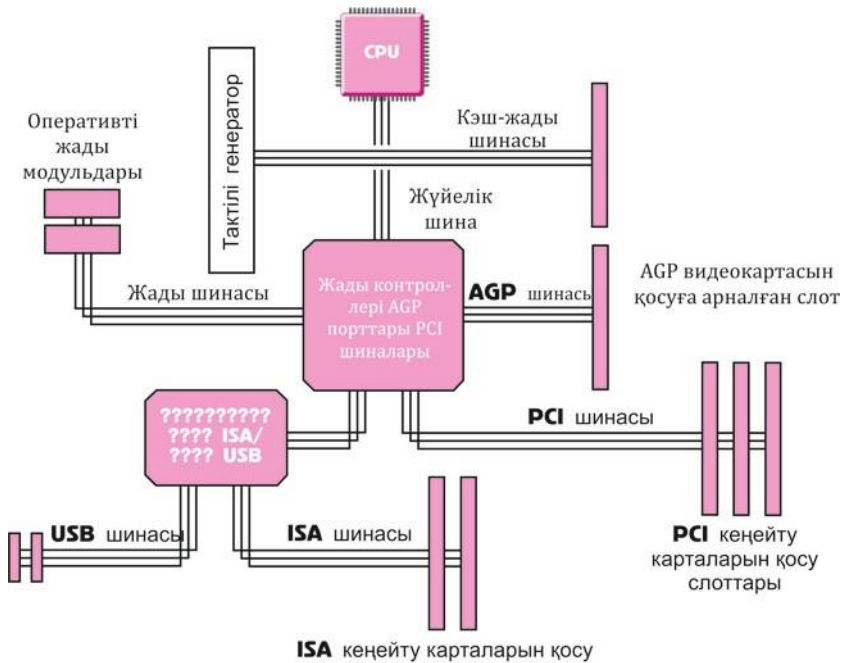 CPU
Тактілі генератор
Кэш-жады
шинасы
Оперативті
жады
модульдары
Жүйелік
шина
Жады шинасы
Жады контрол-
лері AGP
порттары PCI
шиналары
AGP шинасы
AGP видеокартасын
қосуға арналған слот
??????????
???? ISA/
???? USB
PCI шинасы
USB шинасы
ISA шинасы
PCI кеңейту
карталарын қосу
слоттары
ISA кеңейту карталарын қосу